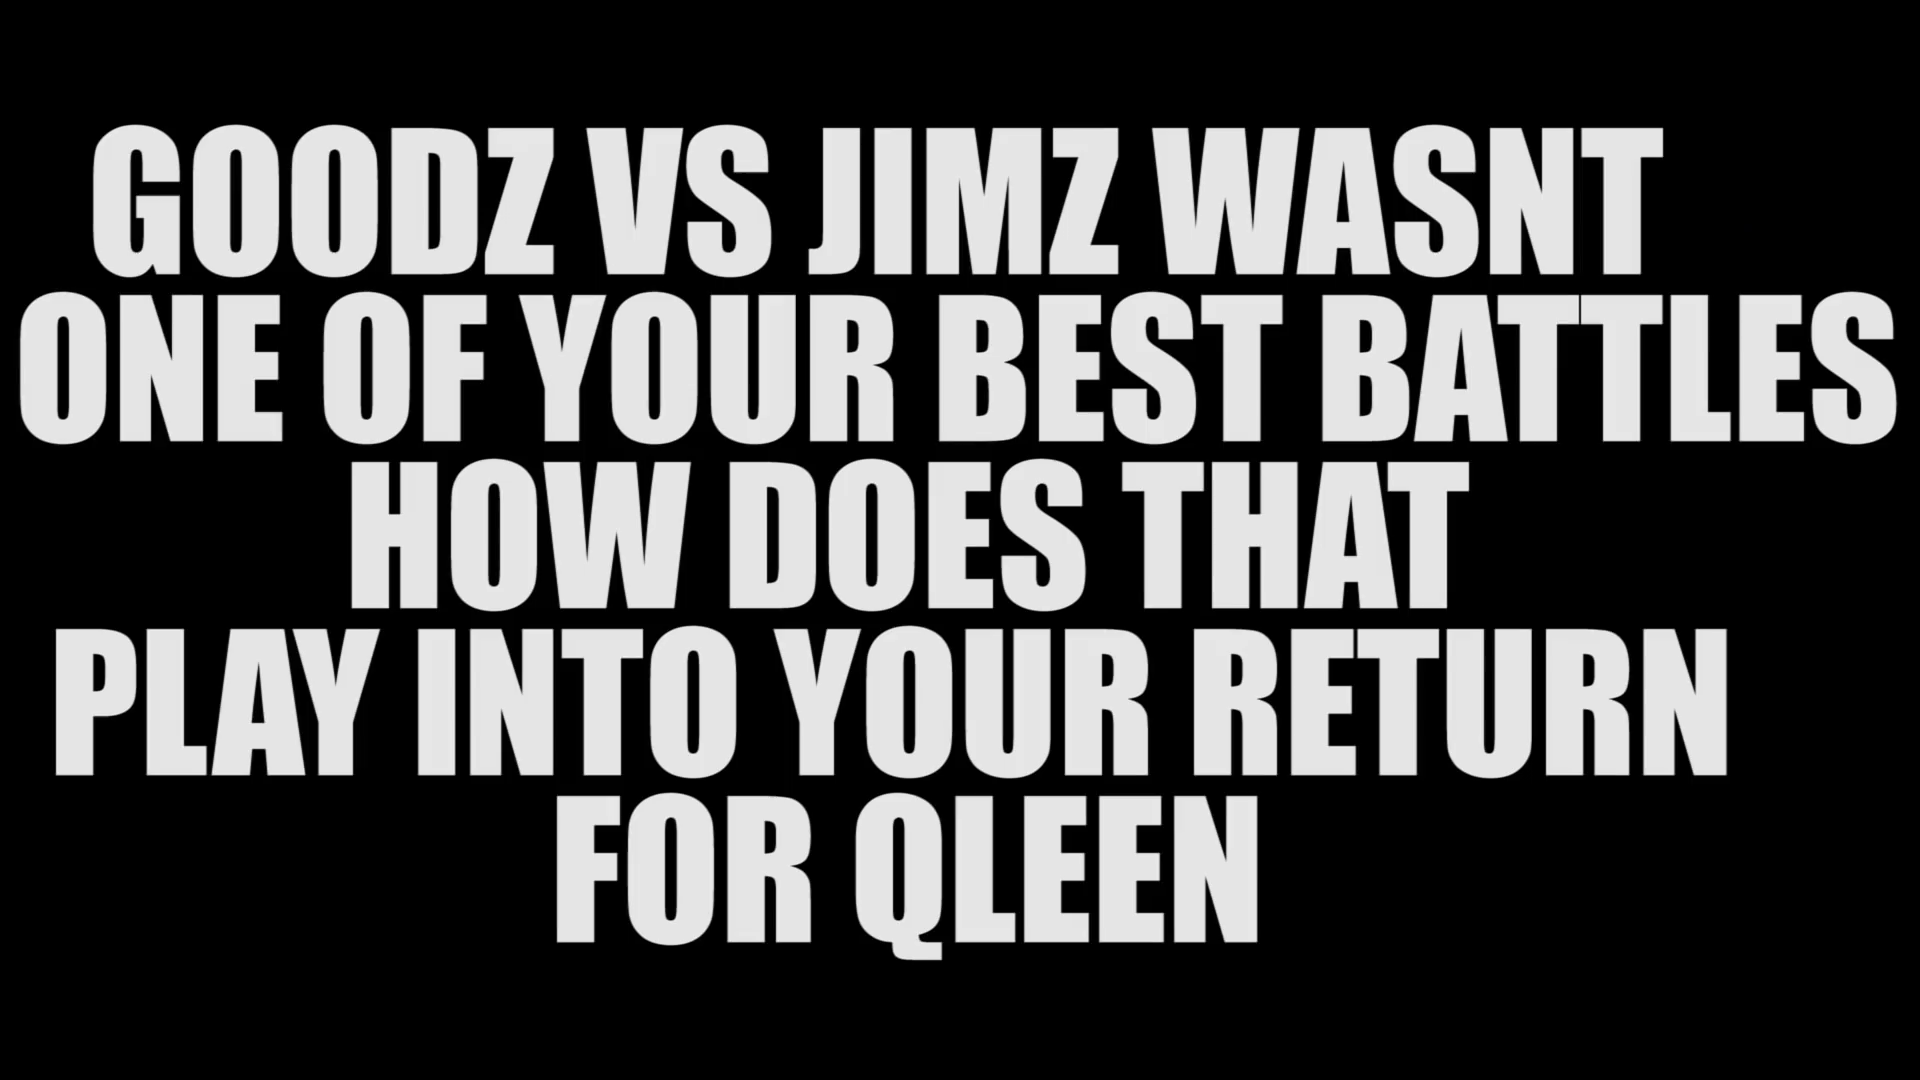 GOODZ VS JIMZ WASNT
ONE OF YOUR BEST BATTLES
HOW DOES THAT
PLAY INTO YOUR RETURN
FOR QLEEN